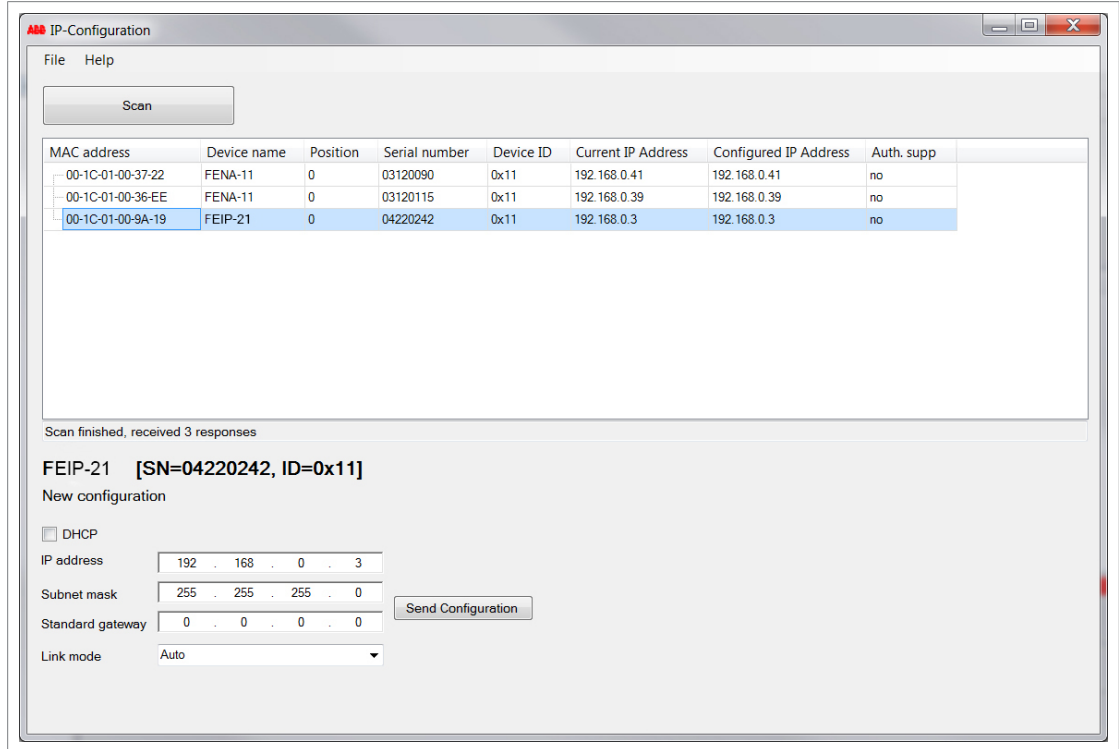 ABB IP-Configuration
File Help
Scan
MAC address Device name Position Serial number Device ID Current IP Address Configured IP Address Auth. supp
00-1C-01-00-37-22 FENA-11 0 03120090 0x11 192.168.0.41 192.168.0.41 no
00-1C-01-00-36-EE FENA-11 0 03120115 0x11 192.168.0.39 192.168.0.39 no
00-1C-01-00-9A-19 FEIP-21 0 04220242 0x11 192.168.0.3 192.168.0.3 no
Scan finished, received 3 responses
FEIP-21 [SN=04220242, ID=0x11]
New configuration
DHCP
IP address 192 . 168 . 0 . 3
Subnet mask 255 . 255 . 255 . 0
Send Configuration
Standard gateway 0 . 0 . 0 . 0
Link mode Auto